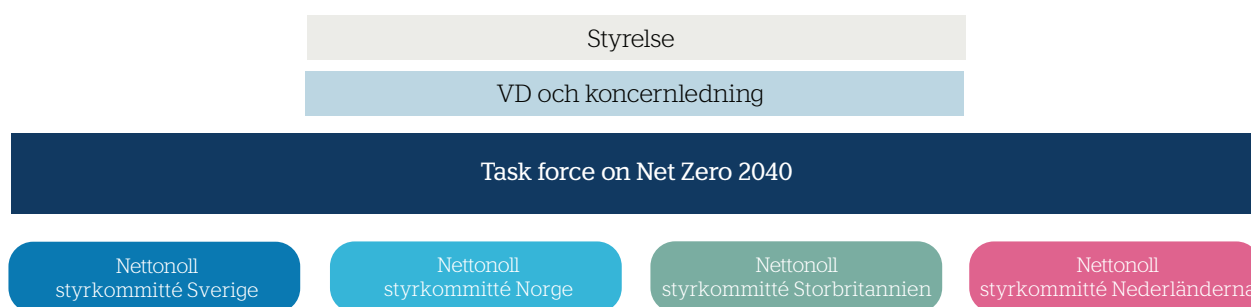 Styrelse
VD och koncernledning
Task force on Net Zero 2040
Nettonoll
styrkommitté Sverige
Nettonoll
styrkommitté Norge
Nettonoll
styrkommitté Storbritannien
Nettonoll
styrkommitté Nederländerna